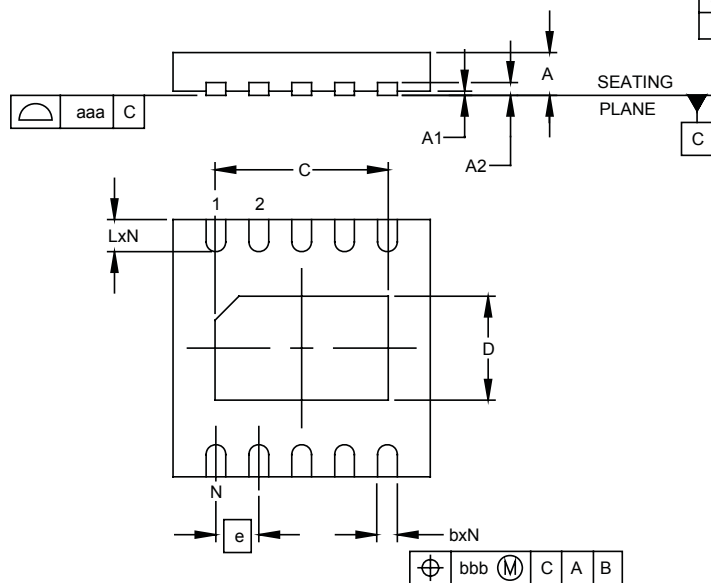 A
SEATING
PLANE
aaa C
A1
A2
C
C
1 2
LxN
D
N
e
bxN
bbb M C A B